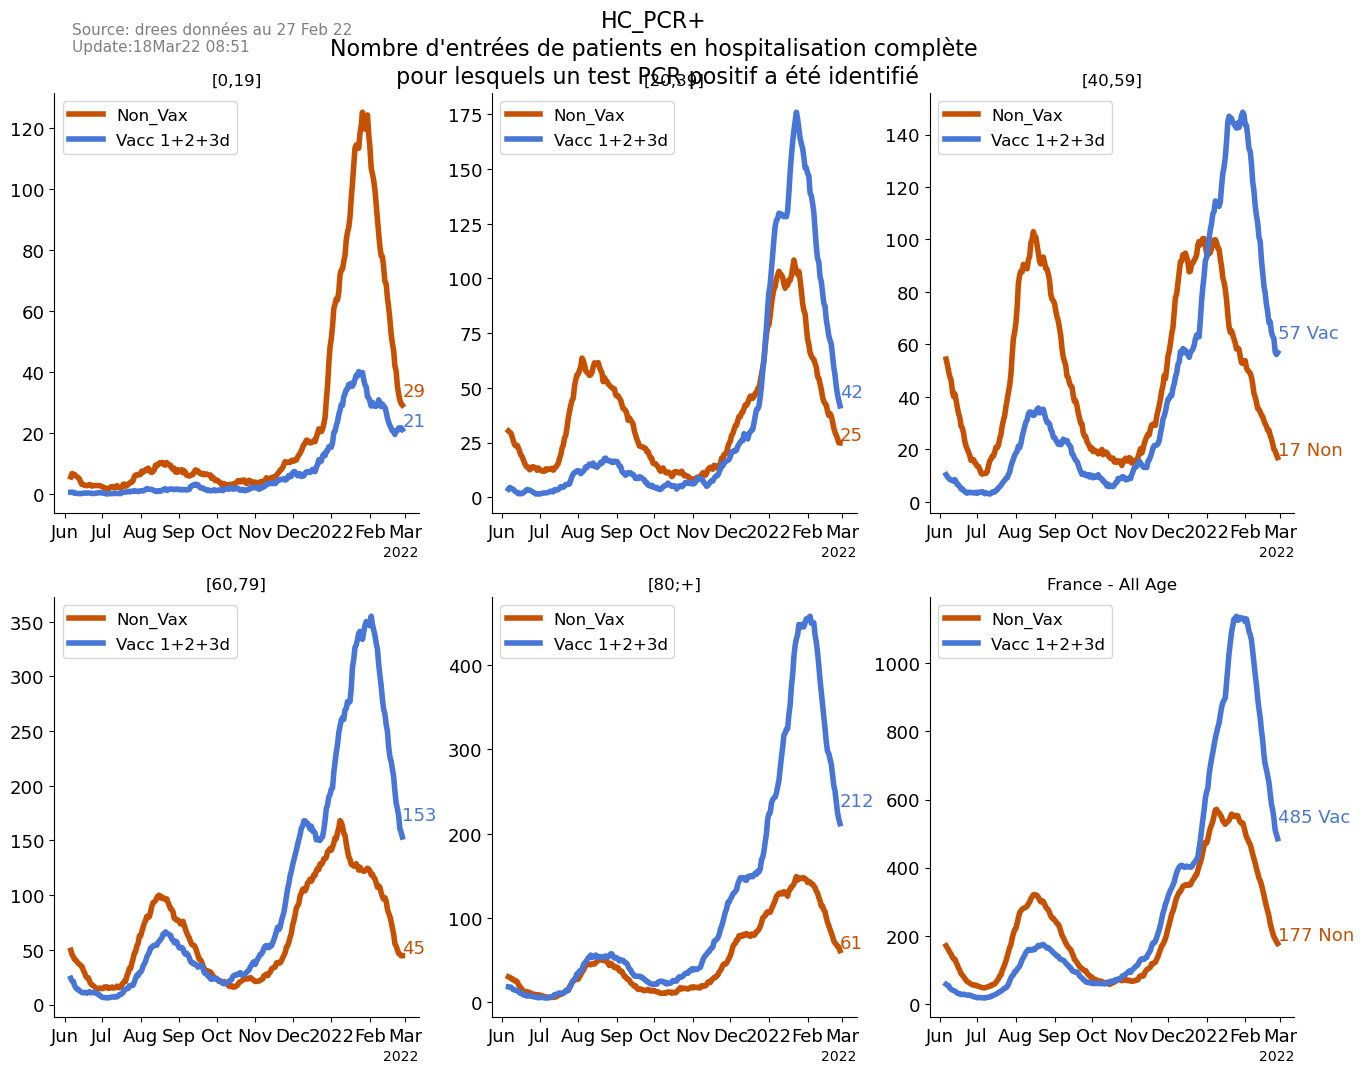 Source: drees données au 27 Feb 22
Update:18Mar22 08:51
HC_PCR+
Nombre d'entrées de patients en hospitalisation complète
pour lesquels un test PCR positif a été identifié
[0,19]
Non_Vax
Vacc 1+2+3d
120
100
80
60
40
20
0
29
21
Jun Jul Aug Sep Oct Nov Dec 2022 Feb Mar
2022
[20,39]
Non_Vax
Vacc 1+2+3d
175
150
125
100
75
50
25
0
42
25
Jun Jul Aug Sep Oct Nov Dec 2022 Feb Mar
2022
[40,59]
Non_Vax
Vacc 1+2+3d
140
120
100
80
60
40
20
0
57 Vac
17 Non
Jun Jul Aug Sep Oct Nov Dec 2022 Feb Mar
2022
[60,79]
Non_Vax
Vacc 1+2+3d
350
300
250
200
150
100
50
0
153
45
Jun Jul Aug Sep Oct Nov Dec 2022 Feb Mar
2022
[80;+]
Non_Vax
Vacc 1+2+3d
400
300
200
100
0
212
61
Jun Jul Aug Sep Oct Nov Dec 2022 Feb Mar
2022
France - All Age
Non_Vax
Vacc 1+2+3d
1000
800
600
400
200
0
485 Vac
177 Non
Jun Jul Aug Sep Oct Nov Dec 2022 Feb Mar
2022